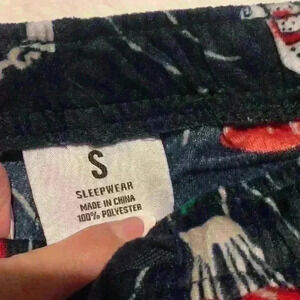 S
SLEEPWEAR
MADE IN CHINA
100% POLYESTER